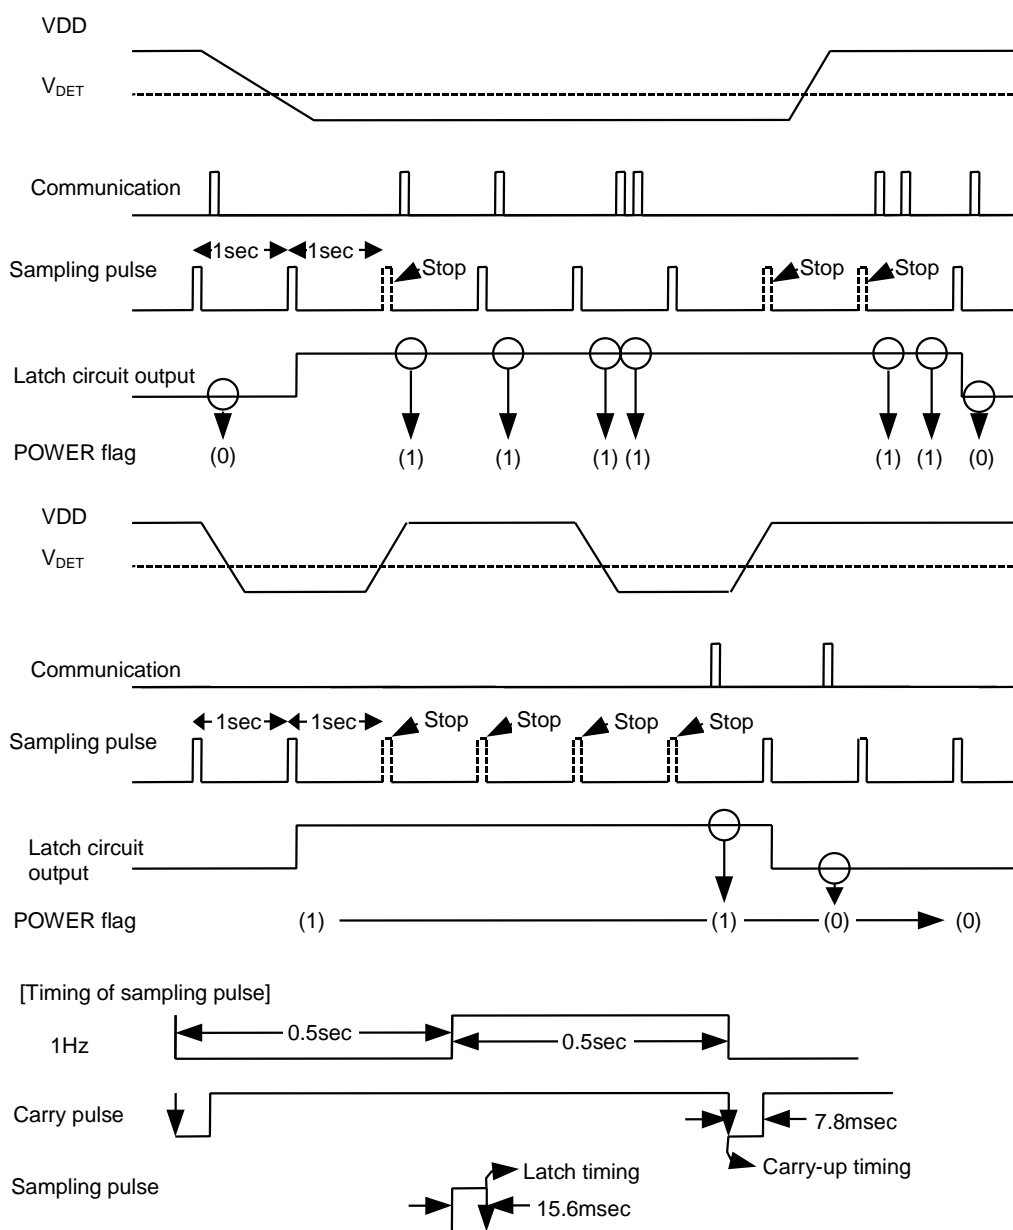 VDD
VDET
Communication
1sec 1sec
Sampling pulse Stop Stop Stop
Latch circuit output
POWER flag (0) (1) (1) (1) (1) (1) (1) (0)
VDD
VDET
Communication
1sec 1sec Stop Stop Stop Stop
Sampling pulse
Latch circuit
output
POWER flag (1) (1) (0) (0)
[Timing of sampling pulse]
1Hz 0.5sec 0.5sec
Carry pulse 7.8msec
Carry-up timing
Latch timing
Sampling pulse
15.6msec